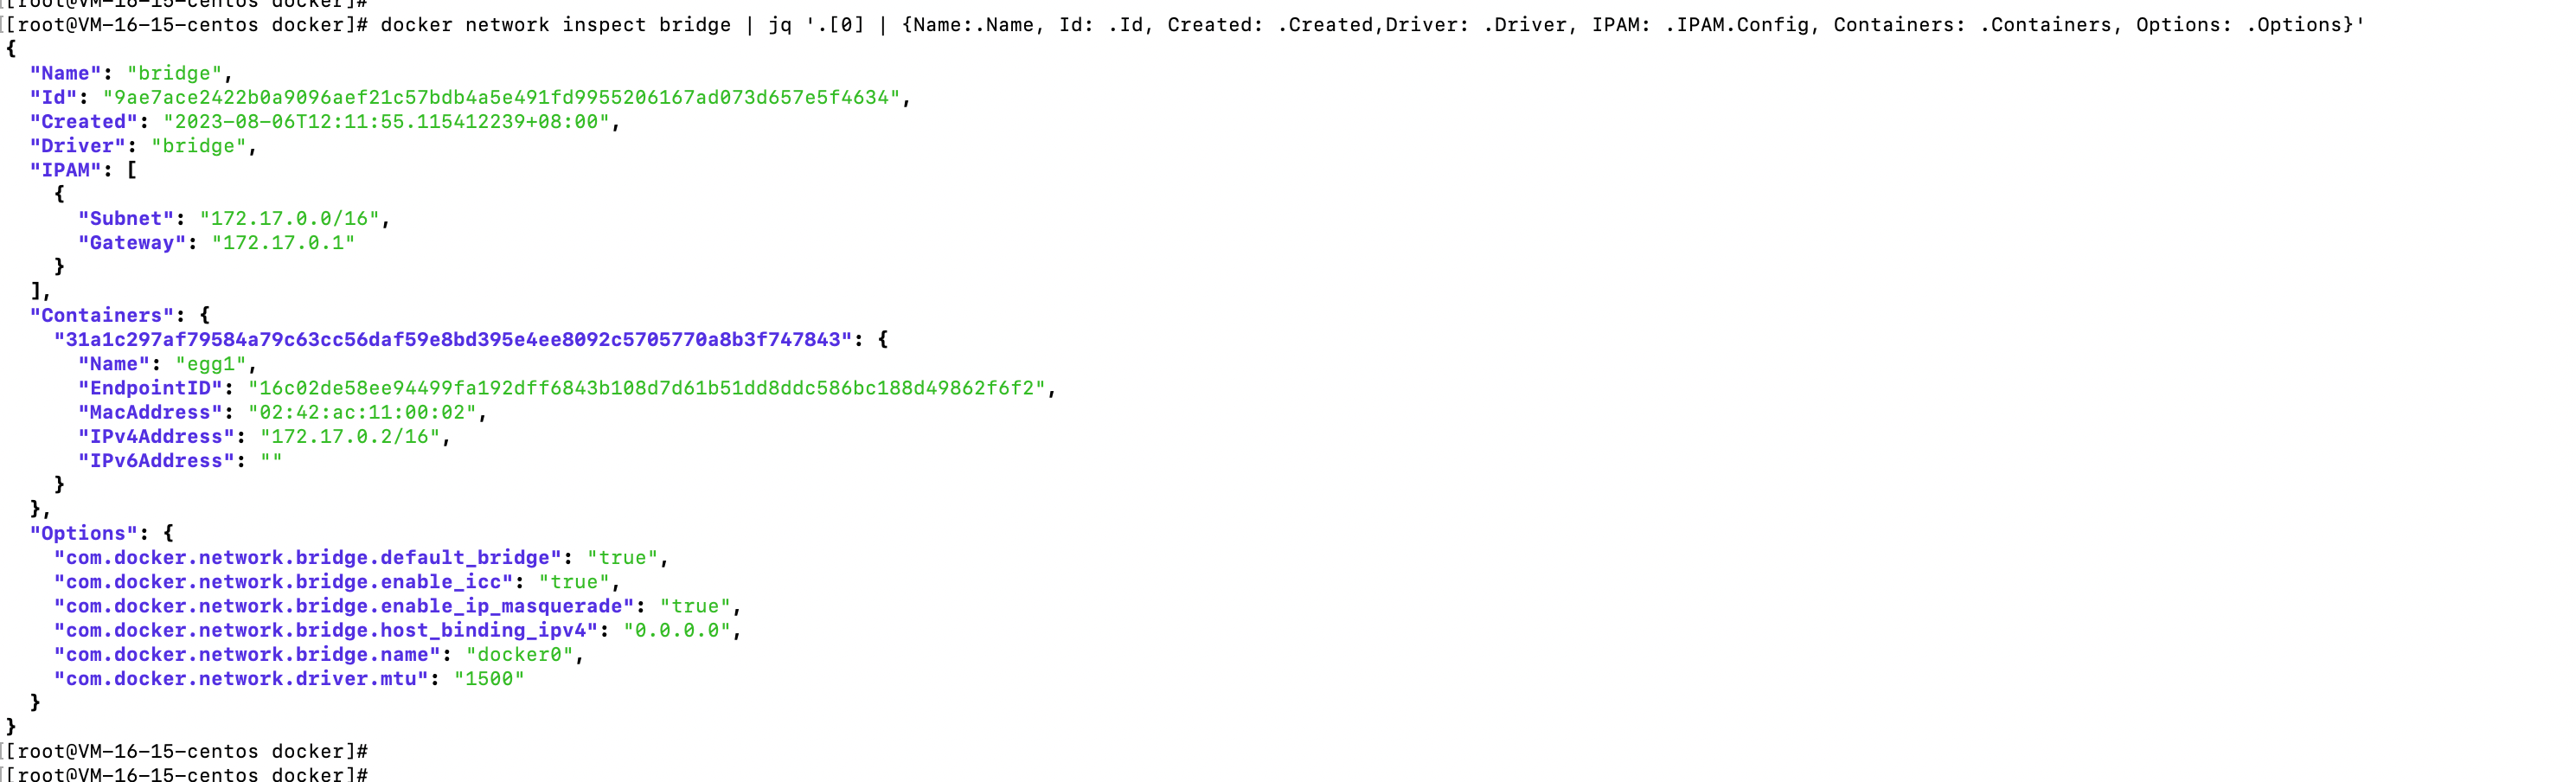 [[root@VM-16-15-centos docker]#
[[root@VM-16-15-centos docker]# docker network inspect bridge | jq '.[0] | {Name:.Name, Id: .Id, Created: .Created,Driver: .Driver, IPAM: .IPAM.Config, Containers: .Containers, Options: .Options}'
{
  "Name": "bridge",
  "Id": "9ae7ace2422b0a9096aef21c57bdb4a5e491fd9955206167ad073d657e5f4634",
  "Created": "2023-08-06T12:11:55.115412239+08:00",
  "Driver": "bridge",
  "IPAM": [
    {
      "Subnet": "172.17.0.0/16",
      "Gateway": "172.17.0.1"
    }
  ],
  "Containers": {
    "31a1c297af79584a79c63cc56daf59e8bd395e4ee8092c5705770a8b3f747843": {
      "Name": "egg1",
      "EndpointID": "16c02de58ee94499fa192dff6843b108d7d61b51dd8ddc586bc188d49862f6f2",
      "MacAddress": "02:42:ac:11:00:02",
      "IPv4Address": "172.17.0.2/16",
      "IPv6Address": ""
    }
  },
  "Options": {
    "com.docker.network.bridge.default_bridge": "true",
    "com.docker.network.bridge.enable_icc": "true",
    "com.docker.network.bridge.enable_ip_masquerade": "true",
    "com.docker.network.bridge.host_binding_ipv4": "0.0.0.0",
    "com.docker.network.bridge.name": "docker0",
    "com.docker.network.driver.mtu": "1500"
  }
}
[[root@VM-16-15-centos docker]#
[[root@VM-16-15-centos docker]#